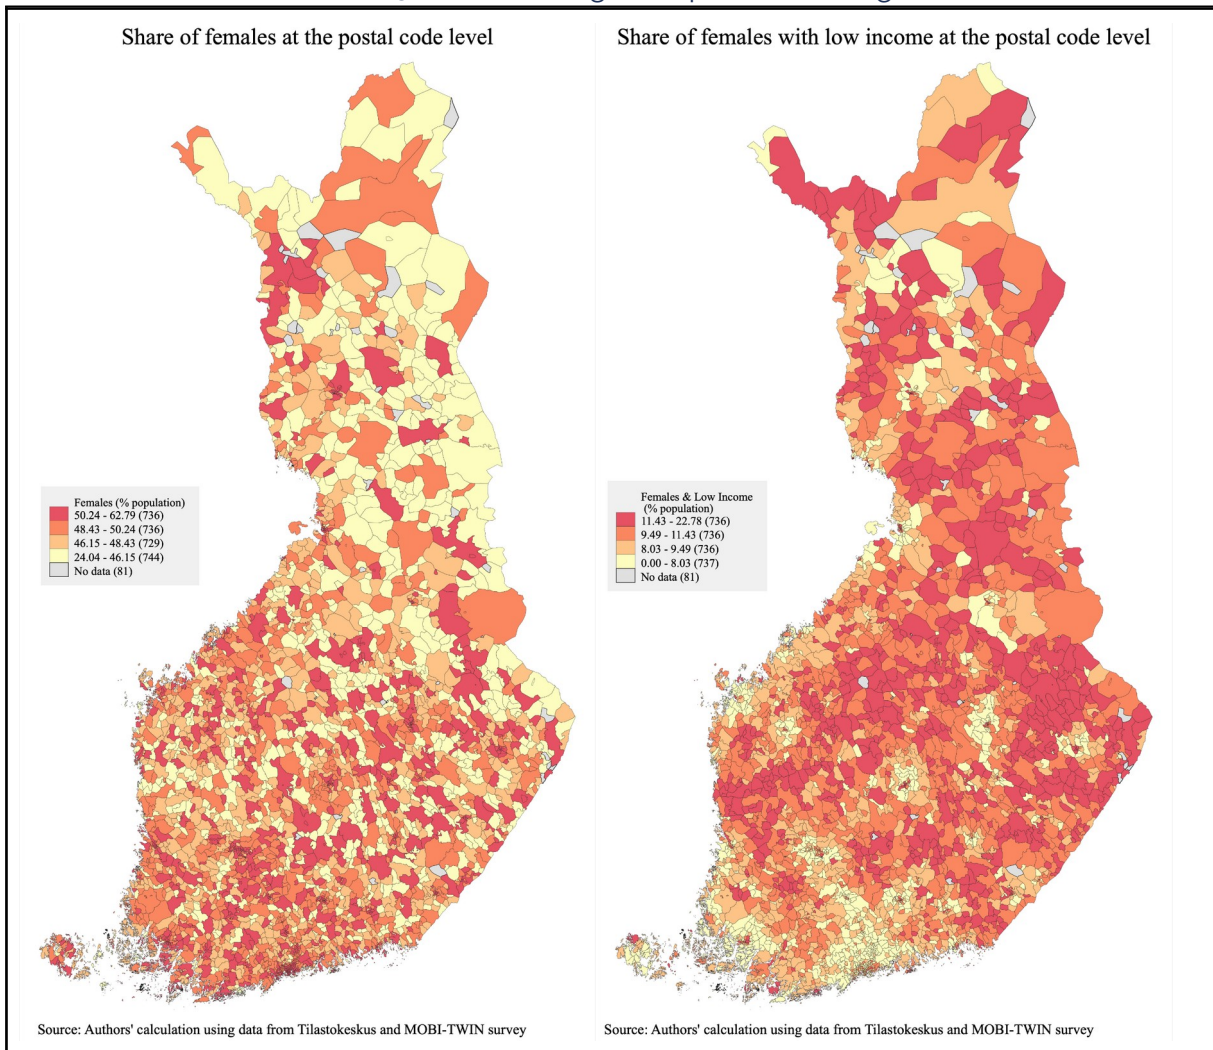 Share of females at the postal code level
Females (% population)
50.24 - 62.79 (736)
48.43 - 50.24 (736)
46.15 - 48.43 (729)
24.04 - 46.15 (744)
No data (81)
Source: Authors' calculation using data from Tilastokeskus and MOBI-TWIN survey
Share of females with low income at the postal code level
Females & Low Income
(% population)
11.43 - 22.78 (736)
9.49 - 11.43 (736)
8.03 - 9.49 (736)
0.00 - 8.03 (737)
No data (81)
Source: Authors' calculation using data from Tilastokeskus and MOBI-TWIN survey